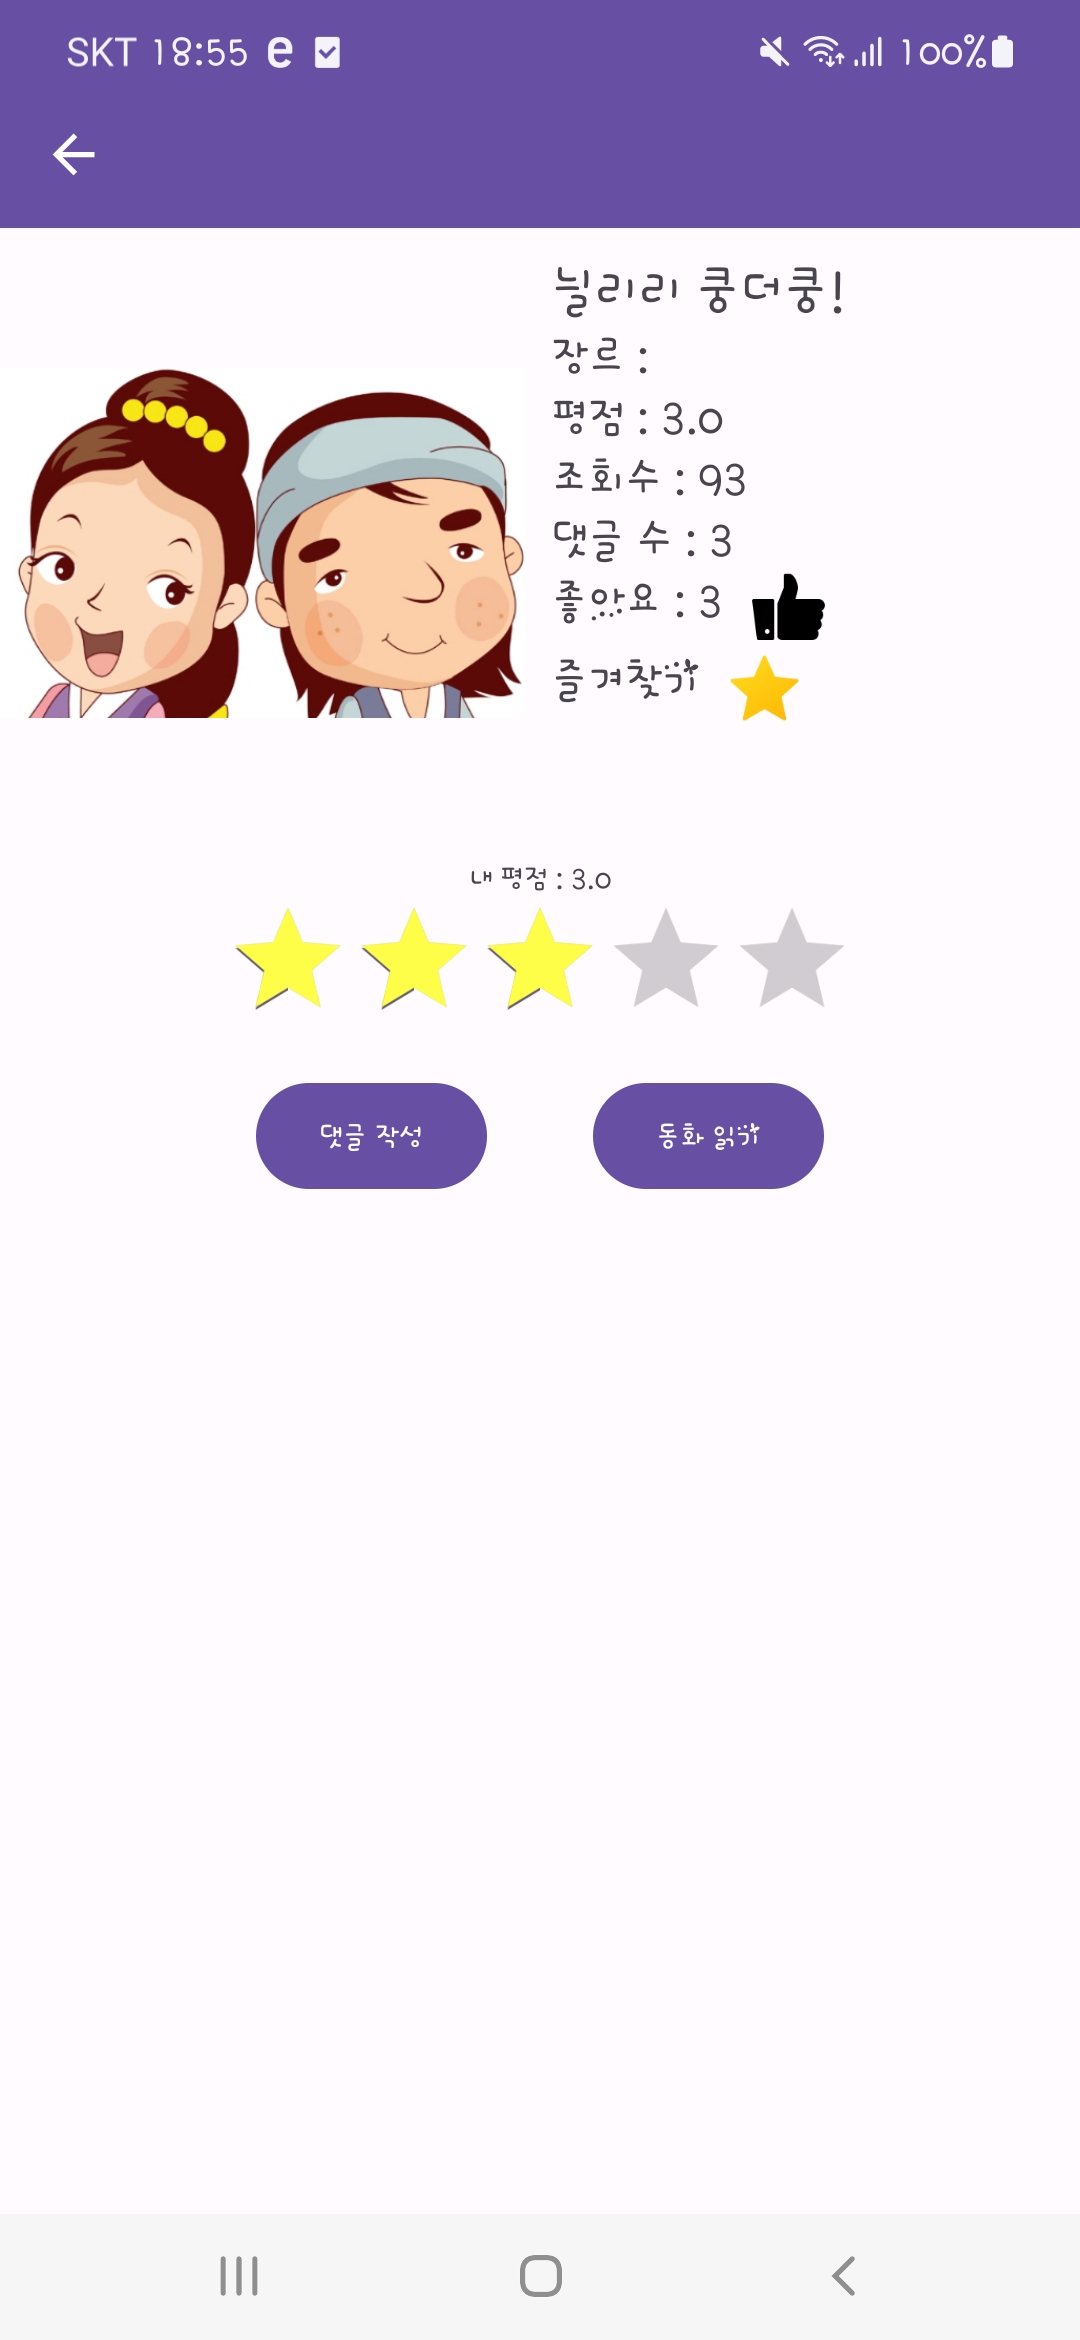 SKT 18:55
100%
닐리리 쿵더쿵!
장르 :
평점 : 3.0
조회수 : 93
댓글 수 : 3
좋아요 : 3
즐겨찾기
내 평점 : 3.0
댓글 작성
동화 읽기